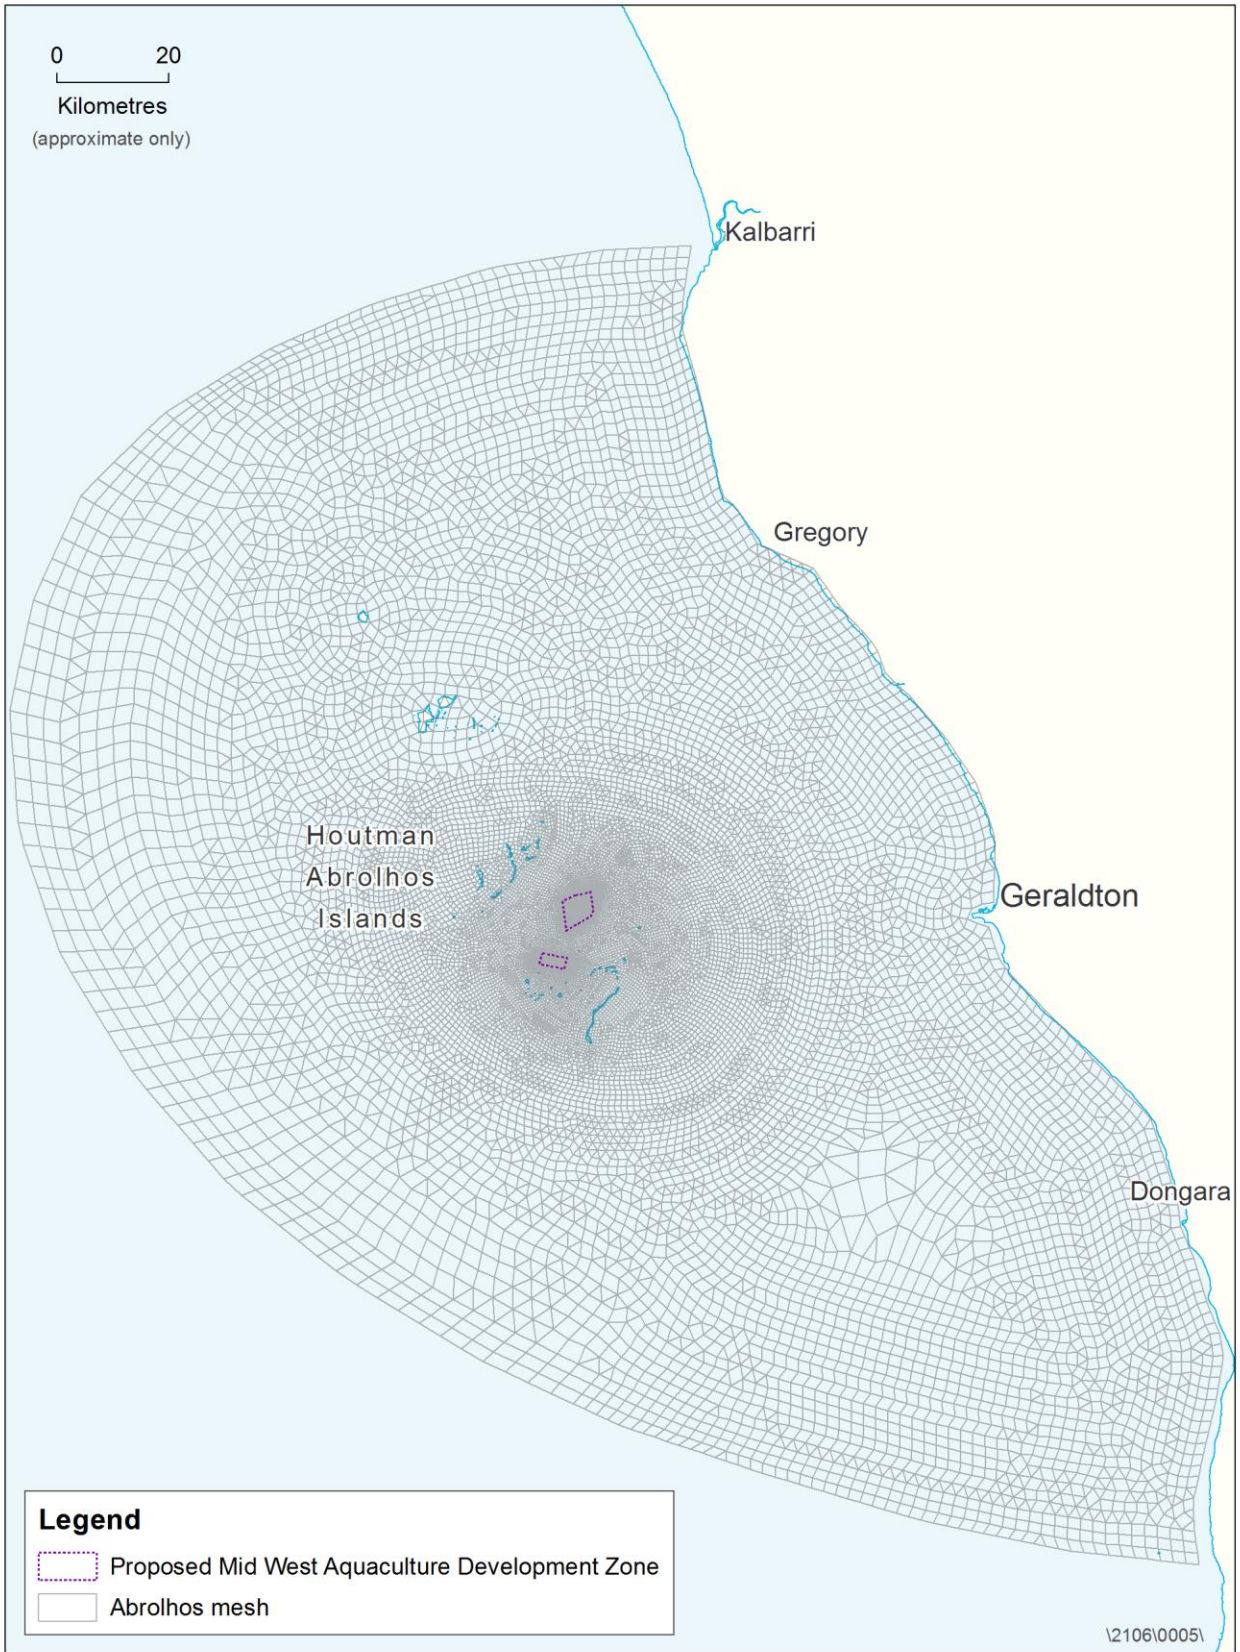 0 20
Kilometres
(approximate only)
Kalbarri
Gregory
Houtman
Abrolhos
Islands
Geraldton
Dongara
Legend
Proposed Mid West Aquaculture Development Zone
Abrolhos mesh
\2106\0005\